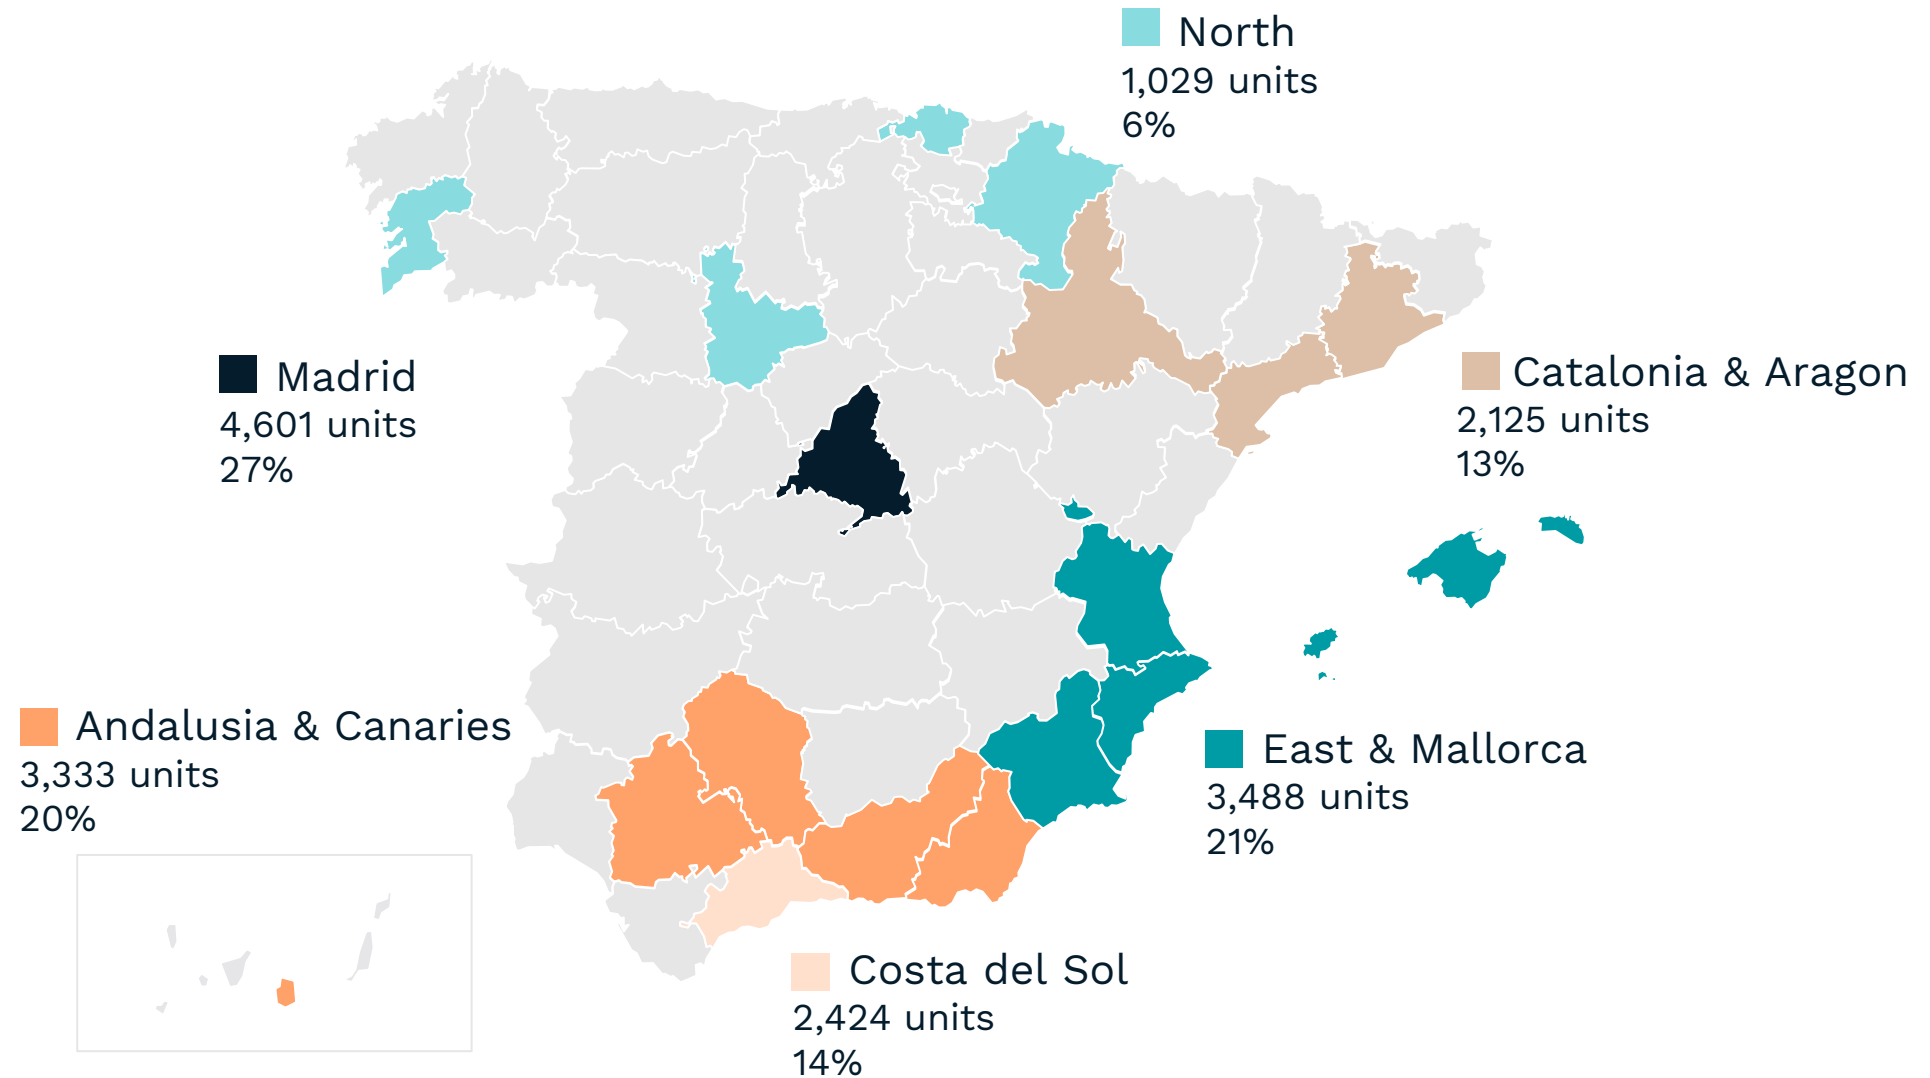 North
1,029 units
6%
Madrid
4,601 units
27%
Catalonia & Aragon
2,125 units
13%
Andalusia & Canaries
3,333 units
20%
East & Mallorca
3,488 units
21%
Costa del Sol
2,424 units
14%